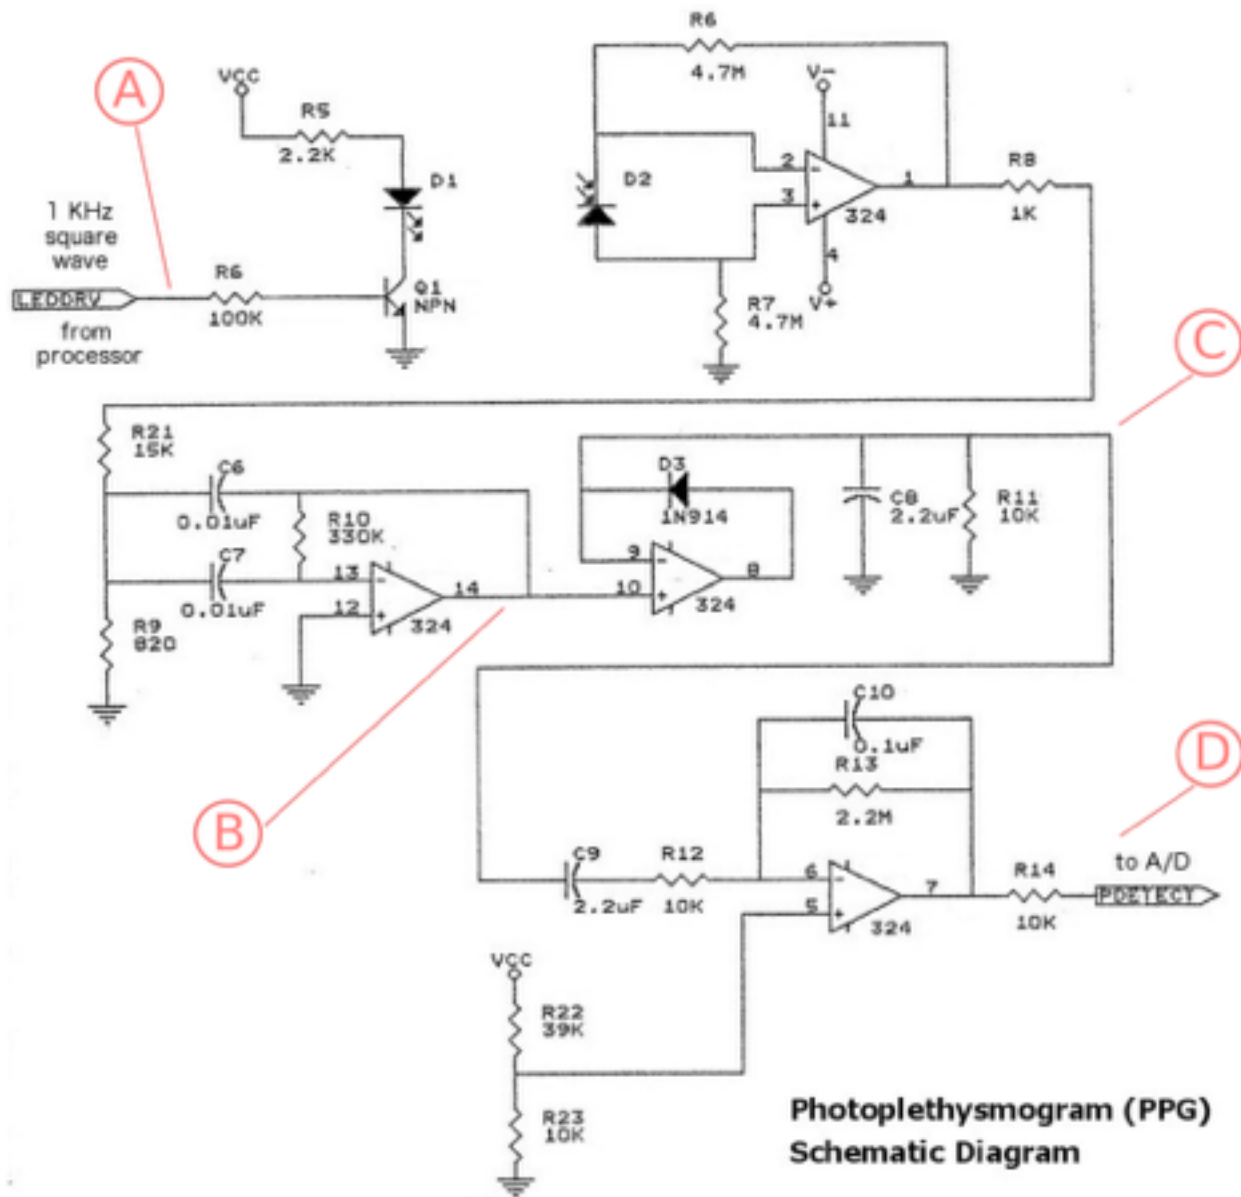 A
VCC
R5
2.2K
D1
1 KHz
square
wave
LEDDRV
from
processor
R6
100K
Q1
NPN
R6
4.7M
V-
11
2
-
3
+
1
324
4
V+
D2
R7
4.7M
R8
1K
C
R21
15K
C6
0.01uF
R10
330K
C7
0.01uF
R9
820
13
-
12
+
14
324
B
D3
1N914
9
-
10
+
8
324
C8
2.2uF
R11
10K
C10
0.1uF
R13
2.2M
D
C9
2.2uF
R12
10K
6
-
5
+
7
324
R14
10K
to A/D
PDETECT
VCC
R22
39K
R23
10K
Photoplethysmogram (PPG)
Schematic Diagram